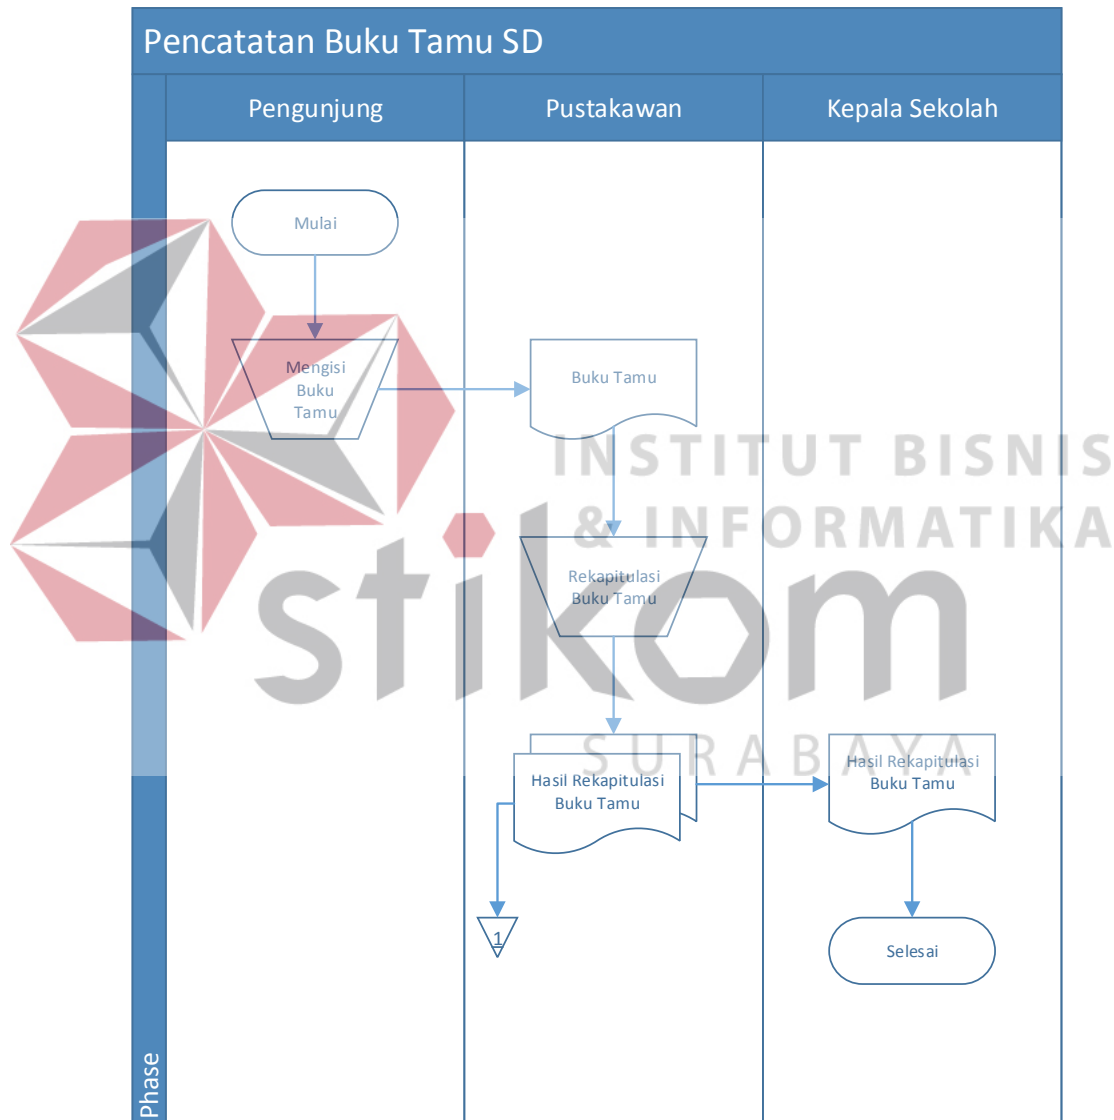 Pencatatan Buku Tamu SD
Pengunjung
Pustakawan
Kepala Sekolah
Mulai
Mengisi
Buku
Tamu
Buku Tamu
INSTITUT BISNIS
& INFORMATIKA
stikom
SURABAYA
Rekapitulasi
Buku Tamu
Hasil Rekapitulasi
Buku Tamu
Hasil Rekapitulasi
Buku Tamu
1
Selesai
Phase